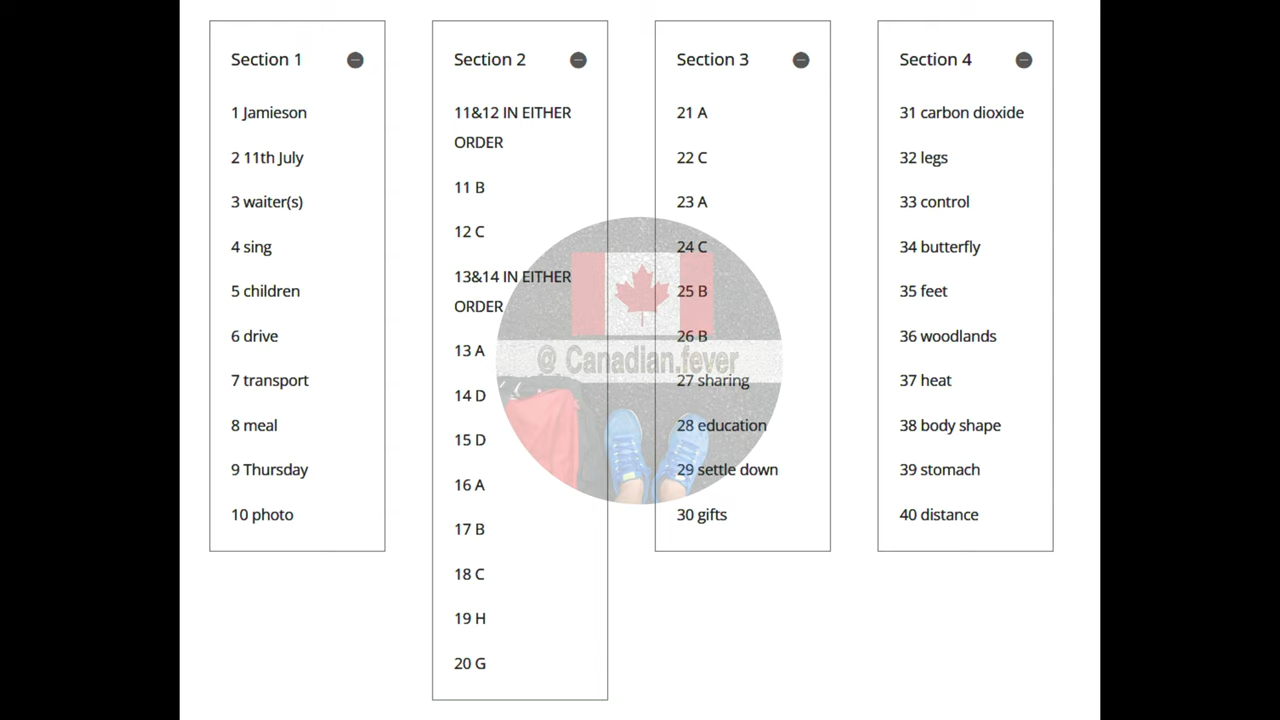 Section 1
1 Jamieson
2 11th July
3 waiter(s)
4 sing
5 children
6 drive
7 transport
8 meal
9 Thursday
10 photo
Section 2
11&12 IN EITHER
ORDER
11 B
12 C
13&14 IN EITHER
ORDER
13 A
14 D
15 D
16 A
17 B
18 C
19 H
20 G
Section 3
21 A
22 C
23 A
24 C
25 B
26 B
27 sharing
28 education
29 settle down
30 gifts
Section 4
31 carbon dioxide
32 legs
33 control
34 butterfly
35 feet
36 woodlands
37 heat
38 body shape
39 stomach
40 distance
@ Canadian.fever